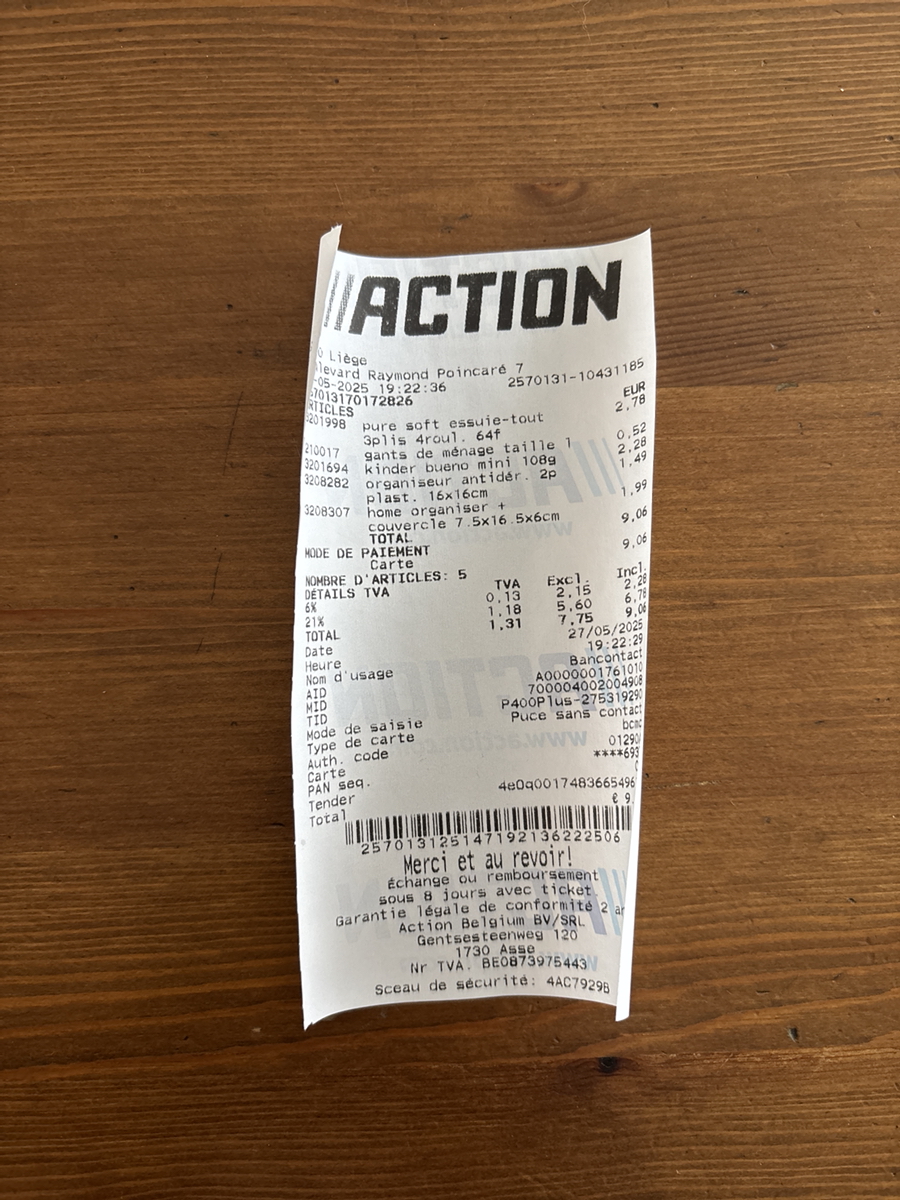 ACTION
Liège
Raymond Poincaré 7
-05-2025 19:22:36 2570131-10431185
57013170172826 EUR
RTICLES 2,78
3201998 pure soft essuie-tout
3plis 4roul. 64f
210017 gants de ménage taille 1 0,52
3201694 kinder bueno mini 108g 2,28
3208282 organiseur antidér. 2p 1,49
plast. 16x16cm
3208307 home organiser + 1,99
couvercle 7.5x16.5x6cm
TOTAL 9,06
MODE DE PAIEMENT
Carte 9,06
NOMBRE D'ARTICLES: 5
DÉTAILS TVA TVA Excl. Incl.
6% 0,13 2,15 2,28
21% 1,18 5,60 6,78
TOTAL 1,31 7,75 9,06
Date 27/05/2025
Heure 19:22:29
Nom d'usage Bancontact
AID A0000001761010
MID 700004002004908
TID P400Plus-275319290
Mode de saisie Puce sans contact
Type de carte bcmc
Auth. code 01290
Carte ****693
PAN seq.
Tender 4e0q0017483665496
Total € 9
257013125147192136222506
Merci et au revoir!
échange ou remboursement
sous 8 jours avec ticket
Garantie légale de conformité 2
Action Belgium BV/SRL
Gentsesteenweg 120
1730 Asse
Nr TVA. BE0873975443
Sceau de sécurité: 4AC7929B